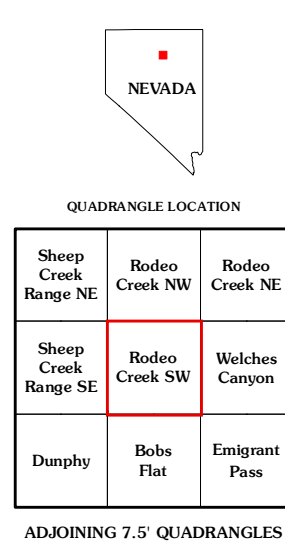 NEVADA
QUADRANGLE LOCATION
Sheep
Creek
Range NE
Rodeo
Creek NW
Rodeo
Creek NE
Sheep
Creek
Range SE
Rodeo
Creek SW
Welches
Canyon
Dunphy
Bobs
Flat
Emigrant
Pass
ADJOINING 7.5' QUADRANGLES